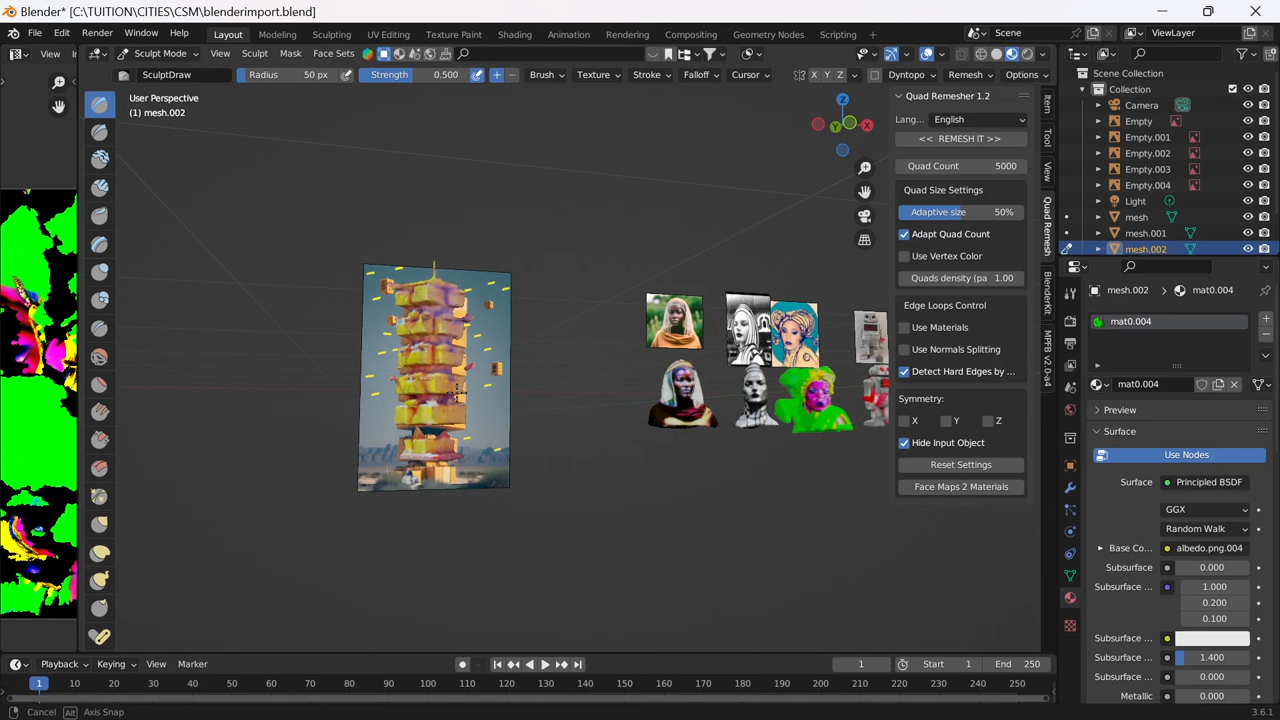 Blender* [C:\TUITION\CITIES\CSM\blenderimport.blend]
File Edit Render Window Help Layout Modeling Sculpting UV Editing Texture Paint Shading Animation Rendering Compositing Geometry Nodes Scripting Scene ViewLayer
View Sculpt Mode View Sculpt Mask Face Sets
SculptDraw Radius 50 px Strength 0.500 Brush Texture Stroke Falloff Cursor X Y Z Dyntopo Remesh Options
User Perspective
(1) mesh.002
Z
X
Y
Quad Remesher 1.2
Lang... English
<< REMESH IT >>
Quad Count 5000
Quad Size Settings
Adaptive size 50%
Adapt Quad Count
Use Vertex Color
Quads density (pa 1.00
Edge Loops Control
Use Materials
Use Normals Splitting
Detect Hard Edges by ...
Symmetry:
X Y Z
Hide Input Object
Reset Settings
Face Maps 2 Materials
Item
Tool
View
Quad Remesh
BlenderKit
MPFB v2.0-a4
Scene Collection
Collection
Camera
Empty
Empty.001
Empty.002
Empty.003
Empty.004
Light
mesh
mesh.001
mesh.002
mesh.002 mat0.004
mat0.004
mat0.004
Preview
Surface
Use Nodes
Surface Principled BSDF
GGX
Random Walk
Base Co... albedo.png.004
Subsurface 0.000
Subsurface ... 1.000
0.200
0.100
Subsurface ...
Subsurface ... 1.400
Subsurface ... 0.000
Metallic 0.000
Playback Keying View Marker 1 Start 1 End 250
1 10 20 30 40 50 60 70 80 90 100 110 120 130 140 150 160 170 180 190 200 210 220 230 240 250
Cancel Alt Axis Snap 3.6.1